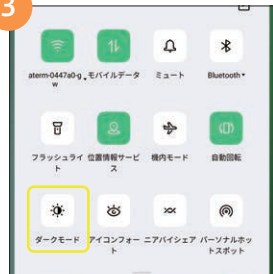 3
aterm-0447a0-g モバイルデータ ミュート Bluetooth
w
フラッシュライ 位置情報サービ 機内モード 自動回転
ト ス
ダークモード アイコンフォー ニアバイシェア パーソナルホッ
ト トスポット